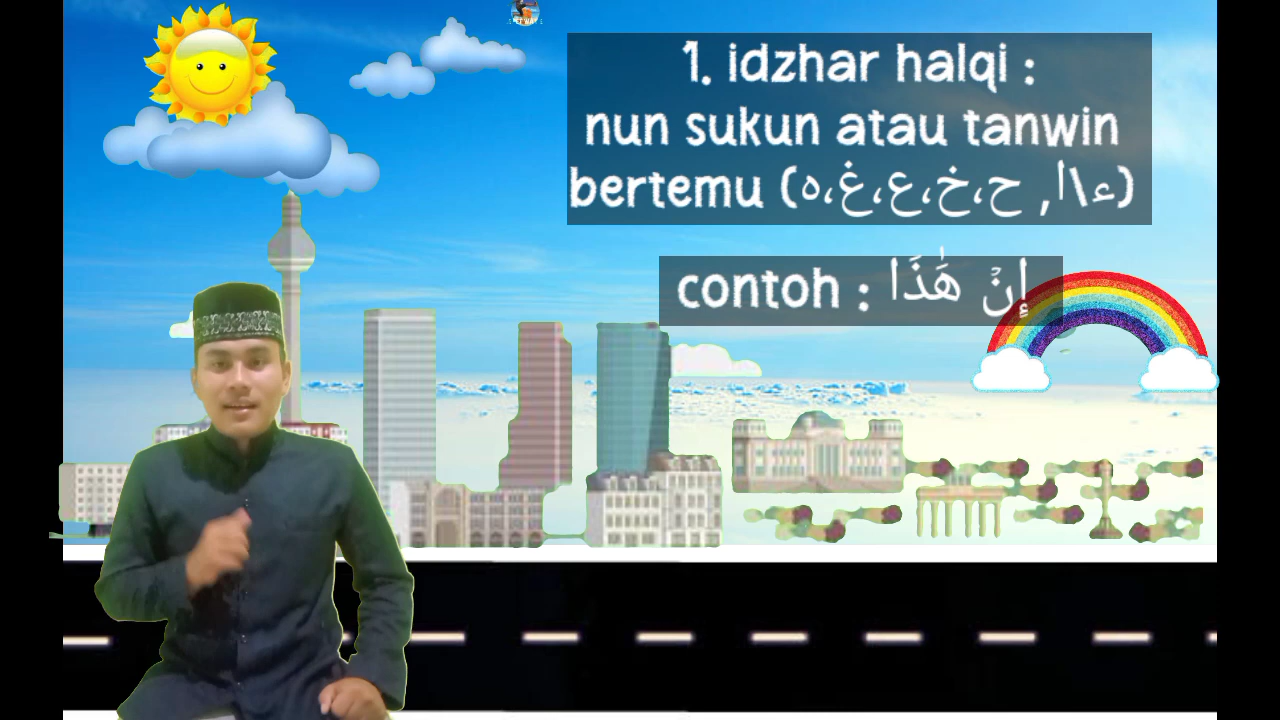 1. idzhar halqi :
nun sukun atau tanwin
bertemu (ء\ا, ح،خ،ع،غ،ه)
contoh : إِنْ هَٰذَا